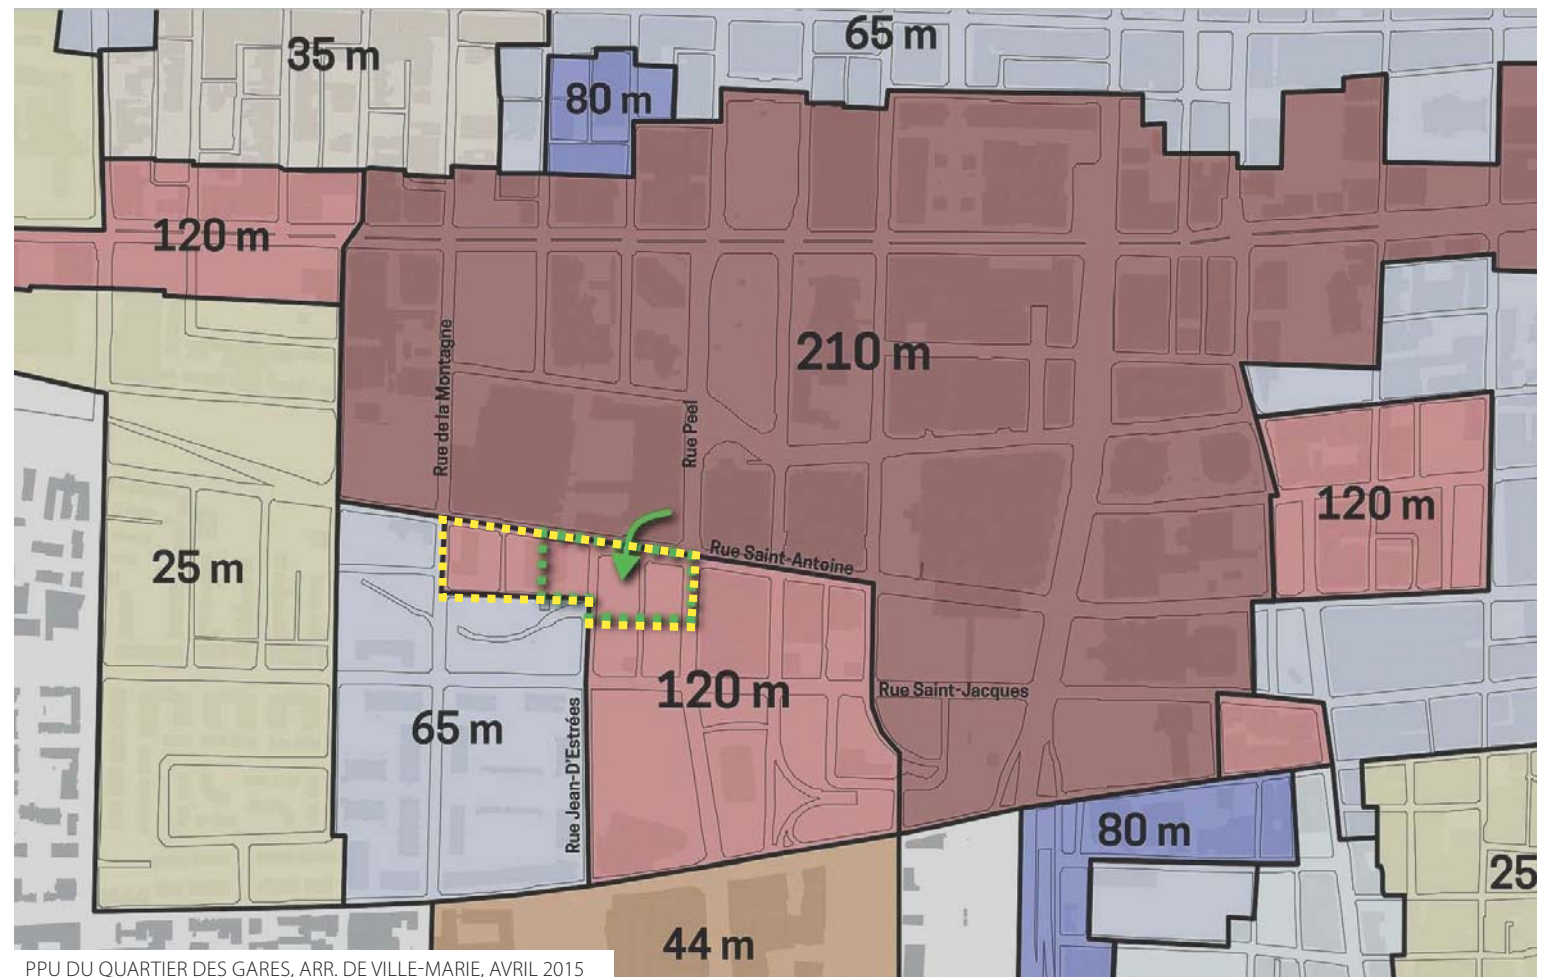 65 m
35 m
80 m
120 m
Rue de la Montagne
210 m
Rue Peel
120 m
25 m
Rue Saint-Antoine
120 m
Rue Saint-Jacques
65 m
Rue Jean-D'Estrées
80 m
25
44 m
PPU DU QUARTIER DES GARES, ARR. DE VILLE-MARIE, AVRIL 2015